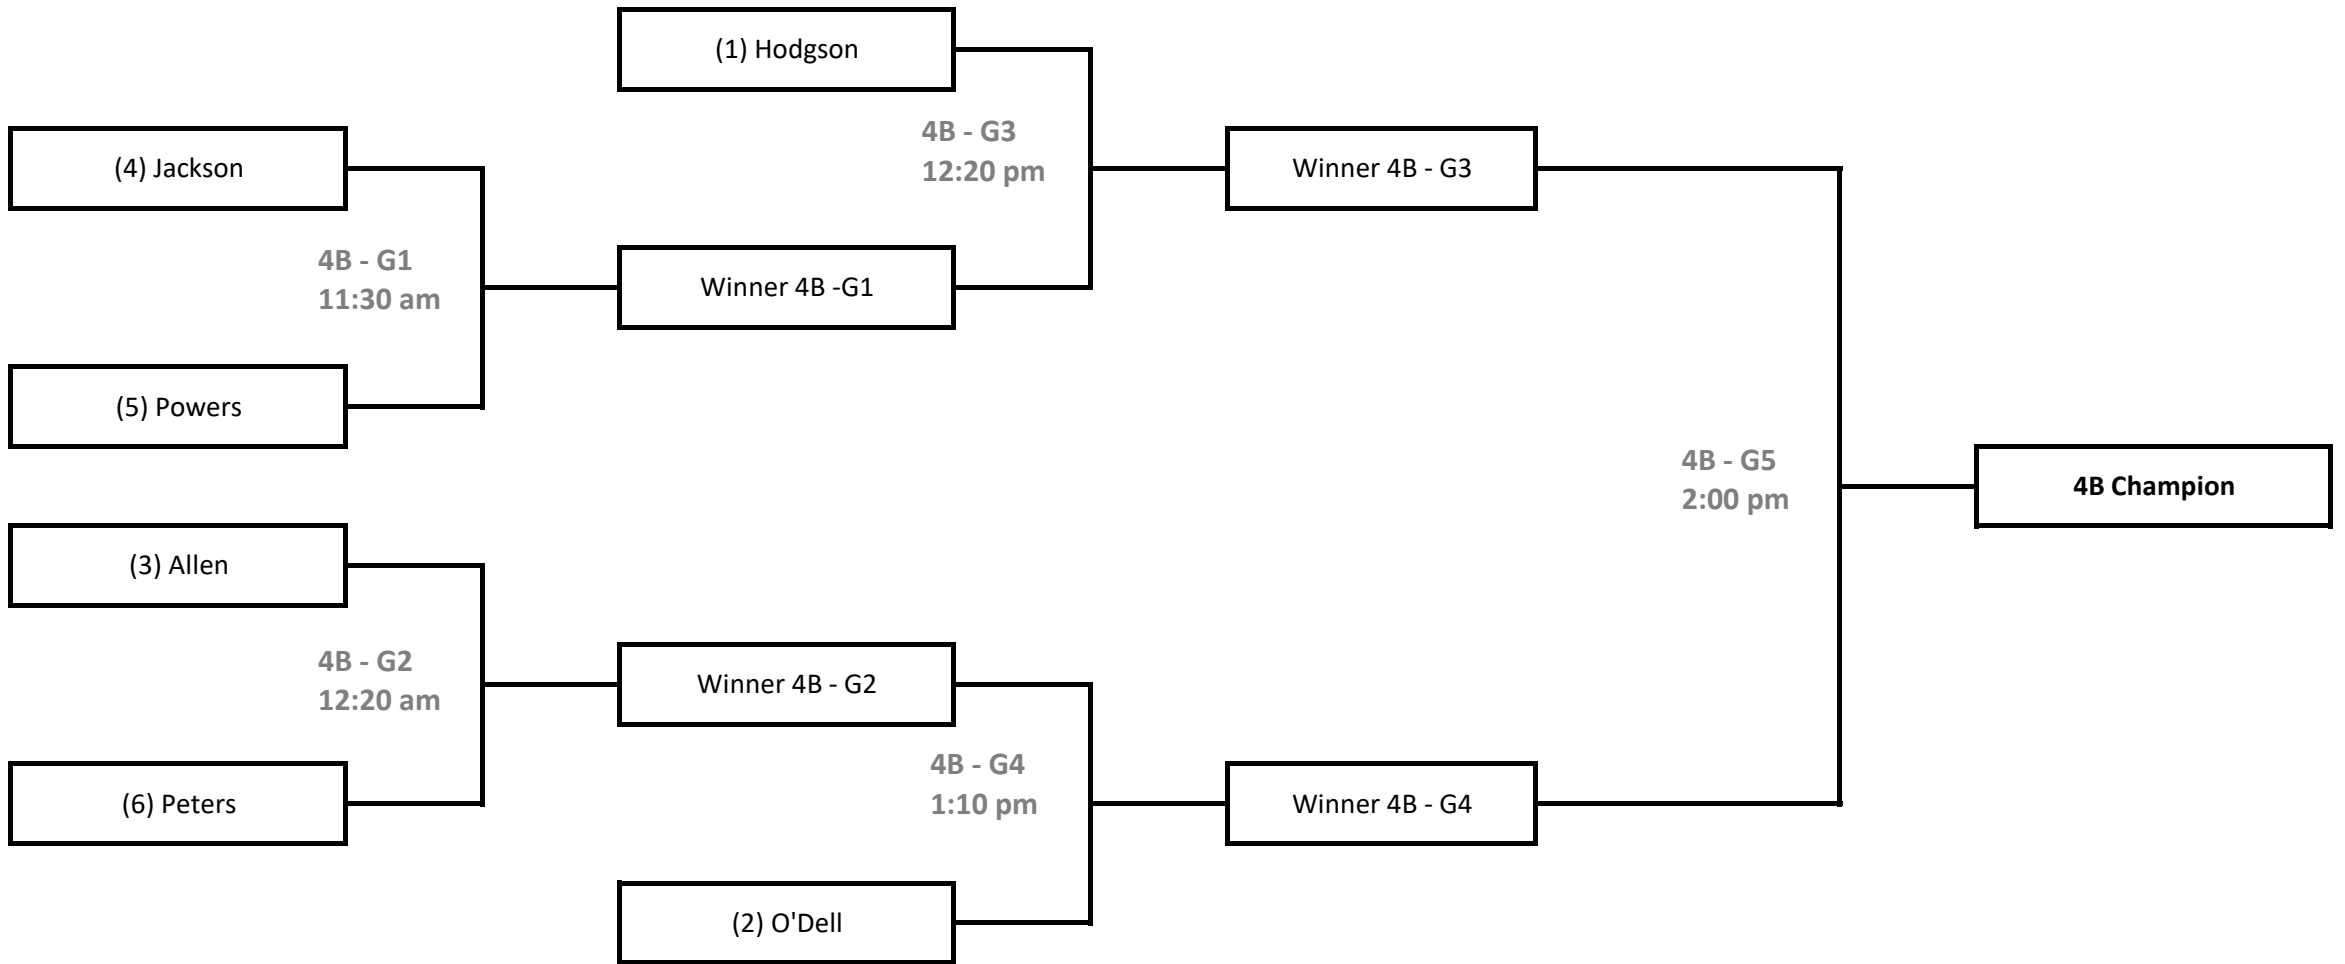 (1) Hodgson
4B - G3
12:20 pm
(4) Jackson
Winner 4B - G3
4B - G1
11:30 am
Winner 4B -G1
(5) Powers
4B - G5
2:00 pm
4B Champion
(3) Allen
4B - G2
12:20 am
Winner 4B - G2
4B - G4
1:10 pm
(6) Peters
Winner 4B - G4
(2) O'Dell